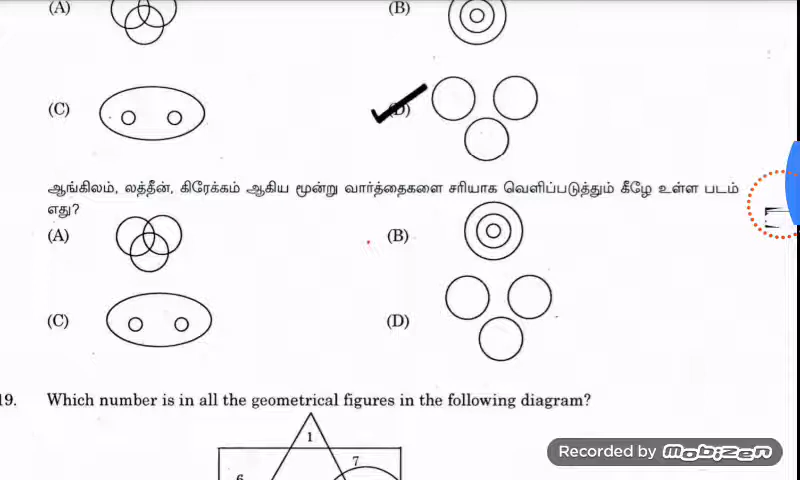 (A) (B)
(C) (D)
ஆங்கிலம், லத்தீன், கிரேக்கம் ஆகிய மூன்று வார்த்தைகளை சரியாக வெளிப்படுத்தும் கீழே உள்ள படம்
எது?
(A) (B)
(C) (D)
19. Which number is in all the geometrical figures in the following diagram?
1
7
6
Recorded by mobizen